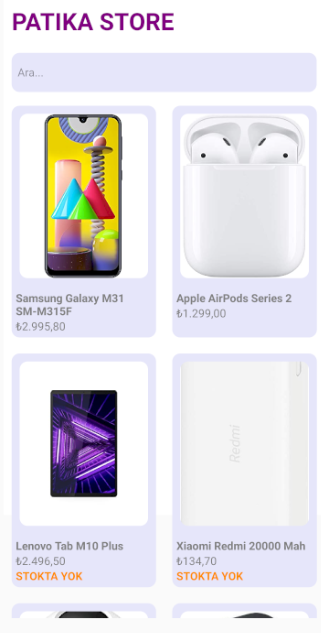 PATIKA STORE
Ara...
Samsung Galaxy M31
SM-M315F
₺2.995,80
Apple AirPods Series 2
₺1.299,00
Redmi
Lenovo Tab M10 Plus
₺2.496,50
STOKTA YOK
Xiaomi Redmi 20000 Mah
₺134,70
STOKTA YOK